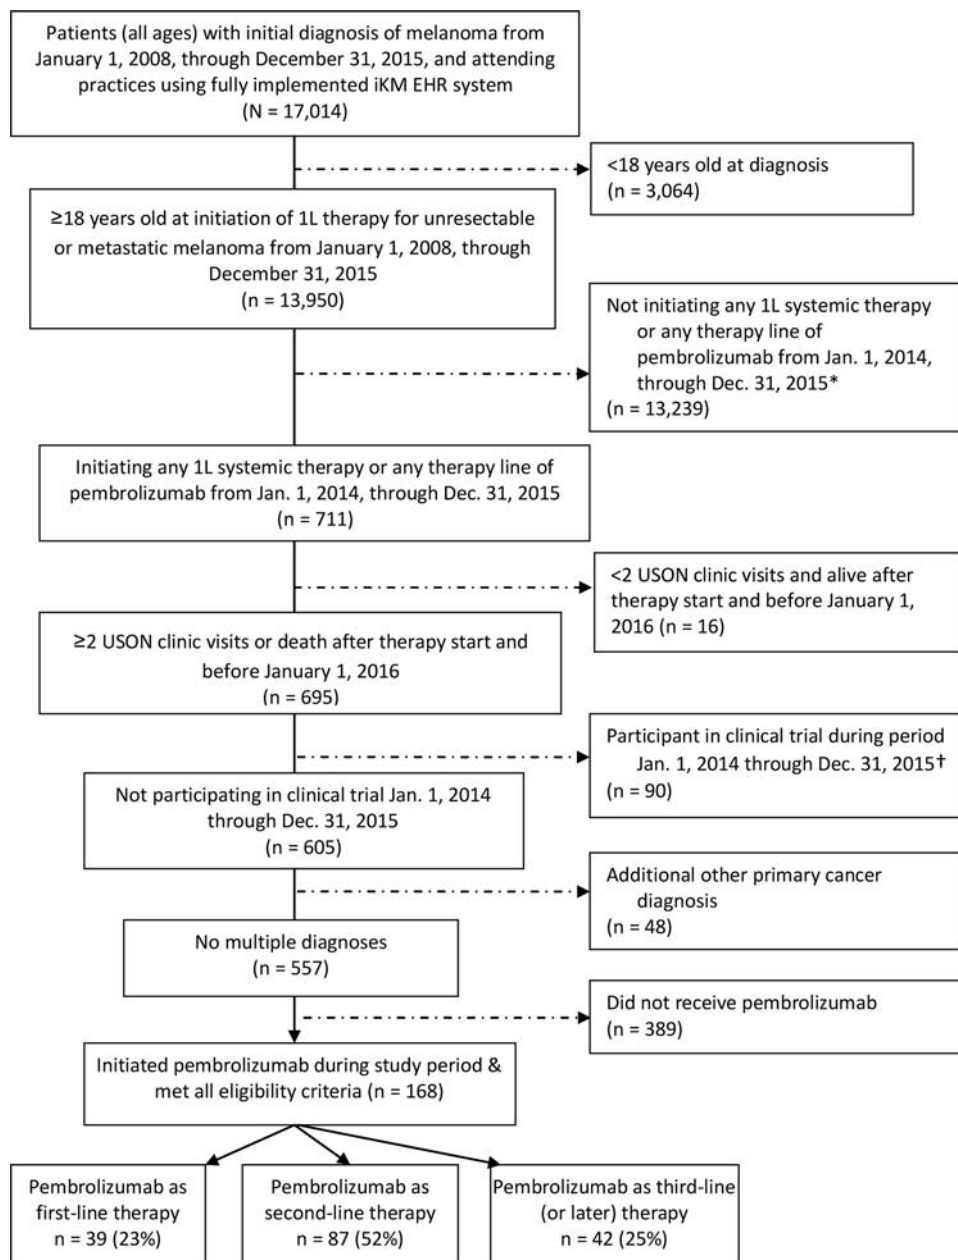 Patients (all ages) with initial diagnosis of melanoma from
January 1, 2008, through December 31, 2015, and attending
practices using fully implemented iKM EHR system
(N = 17,014)
<18 years old at diagnosis
(n = 3,064)
≥18 years old at initiation of 1L therapy for unresectable
or metastatic melanoma from January 1, 2008, through
December 31, 2015
(n = 13,950)
Not initiating any 1L systemic therapy
or any therapy line of
pembrolizumab from Jan. 1, 2014,
through Dec. 31, 2015*
(n = 13,239)
Initiating any 1L systemic therapy or any therapy line of
pembrolizumab from Jan. 1, 2014, through Dec. 31, 2015
(n = 711)
<2 USON clinic visits and alive after
therapy start and before January 1,
2016 (n = 16)
≥2 USON clinic visits or death after therapy start and
before January 1, 2016
(n = 695)
Participant in clinical trial during period
Jan. 1, 2014 through Dec. 31, 2015†
(n = 90)
Not participating in clinical trial Jan. 1, 2014
through Dec. 31, 2015
(n = 605)
Additional other primary cancer
diagnosis
(n = 48)
No multiple diagnoses
(n = 557)
Did not receive pembrolizumab
(n = 389)
Initiated pembrolizumab during study period &
met all eligibility criteria (n = 168)
Pembrolizumab as
first-line therapy
n = 39 (23%)
Pembrolizumab as
second-line therapy
n = 87 (52%)
Pembrolizumab as third-line
(or later) therapy
n = 42 (25%)